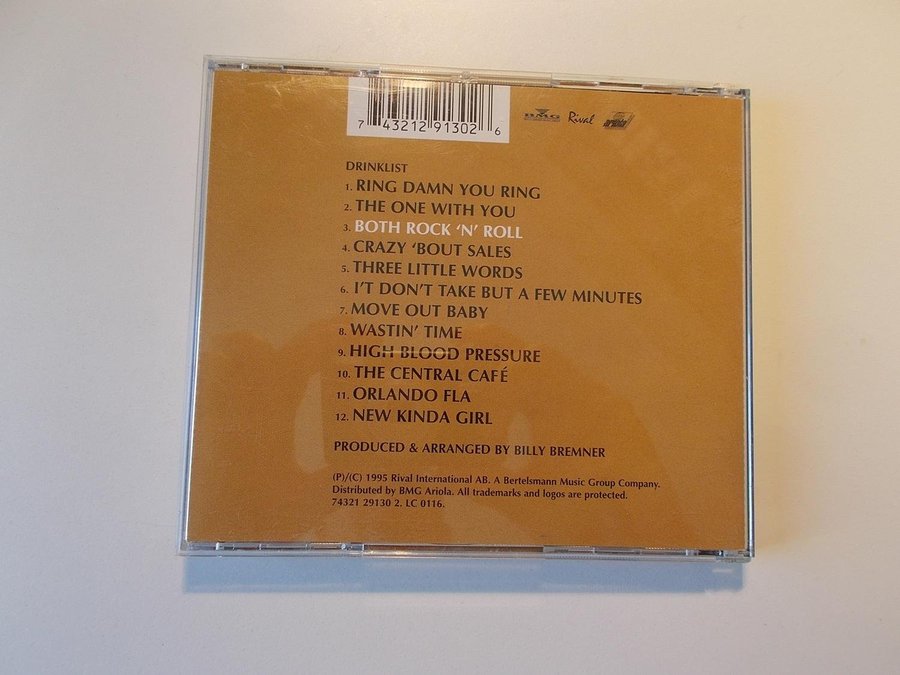 7 43212 91302 6
BMG Rival
DRINKLIST
1. RING DAMN YOU RING
2. THE ONE WITH YOU
3. BOTH ROCK ‘N’ ROLL
4. CRAZY ‘BOUT SALES
5. THREE LITTLE WORDS
6. I’T DON’T TAKE BUT A FEW MINUTES
7. MOVE OUT BABY
8. WASTIN’ TIME
9. HIGH BLOOD PRESSURE
10. THE CENTRAL CAFÉ
11. ORLANDO FLA
12. NEW KINDA GIRL
PRODUCED & ARRANGED BY BILLY BREMNER
(P)/(C) 1995 Rival International AB. A Bertelsmann Music Group Company.
Distributed by BMG Ariola. All trademarks and logos are protected.
74321 29130 2. LC 0116.